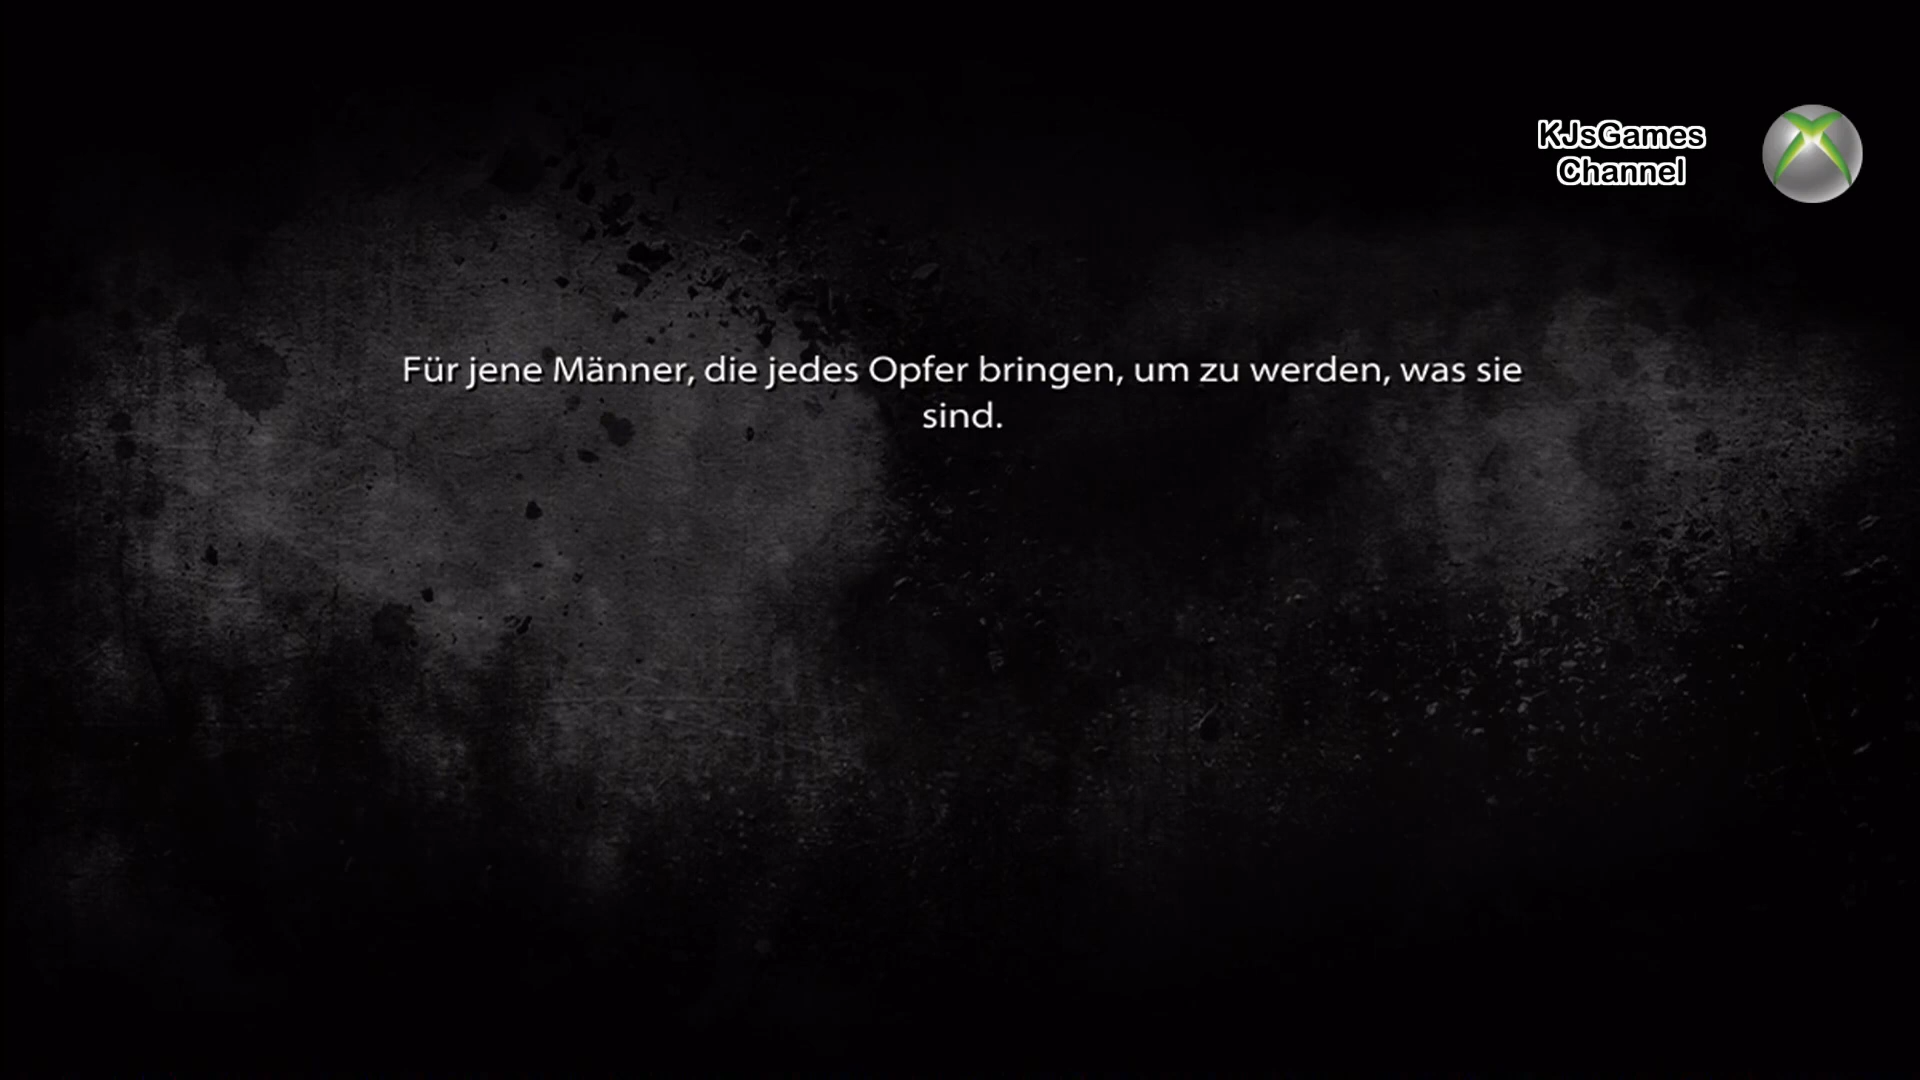 KJsGames
Channel
Für jene Männer, die jedes Opfer bringen, um zu werden, was sie
sind.